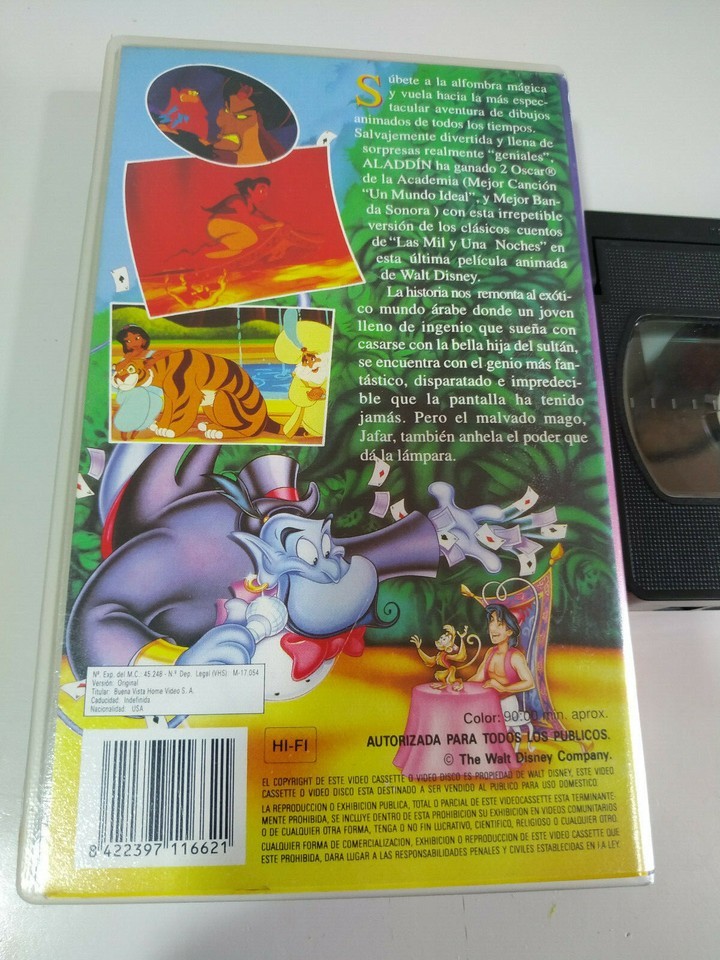 Súbete a la alfombra mágica
y vuela hacia la más espec-
tacular aventura de dibujos
animados de todos los tiempos.
Salvajemente divertida y llena de
sorpresas realmente "geniales",
ALADDÍN ha ganado 2 Oscar®
de la Academia (Mejor Canción
"Un Mundo Ideal", y Mejor Ban-
da Sonora ) con esta irrepetible
versión de los clásicos cuentos
de "Las Mil y Una Noches" en
esta última película animada
de Walt Disney.
La historia nos remonta al exóti-
co mundo árabe donde un joven
lleno de ingenio que sueña con
casarse con la bella hija del sultán,
se encuentra con el genio más fan-
tástico, disparatado e impredeci-
ble que la pantalla ha tenido
jamás. Pero el malvado mago,
Jafar, también anhela el poder que
dá la lámpara.
Nº. Exp. del M.C.: 45.246 - N.º Dep. Legal (VHS): M-17.054
Versión: Original
Titular: Buena Vista Home Video S.A.
Caducidad: Indefinida
Nacionalidad: USA
Color: 90:00 min. aprox.
HI-FI
AUTORIZADA PARA TODOS LOS PUBLICOS.
© The Walt Disney Company.
EL COPYRIGHT DE ESTE VIDEO CASSETTE O VIDEO DISCO ES PROPIEDAD DE WALT DISNEY, ESTE VIDEO
CASSETTE O VIDEO DISCO ESTA DESTINADO A SER VENDIDO AL PUBLICO PARA USO DOMESTICO.
LA REPRODUCCION O EXHIBICION PUBLICA, TOTAL O PARCIAL DE ESTE VIDEOCASSETTE ESTA TERMINANTE-
MENTE PROHIBIDA, SE INCLUYE DENTRO DE ESTA PROHIBICION SU EXHIBICION EN VIDEOS COMUNITARIOS
O DE CUALQUIER OTRA FORMA, TENGA O NO FIN LUCRATIVO, CIENTIFICO, RELIGIOSO O CUALQUIER OTRO.
CUALQUIER FORMA DE COMERCIALIZACION, EXHIBICION O REPRODUCCION DE ESTE VIDEO CASSETTE QUE
ESTE PROHIBIDA, DARA LUGAR A LAS RESPONSABILIDADES PENALES Y CIVILES ESTABLECIDAS EN LA LEY.
8 422397 116621